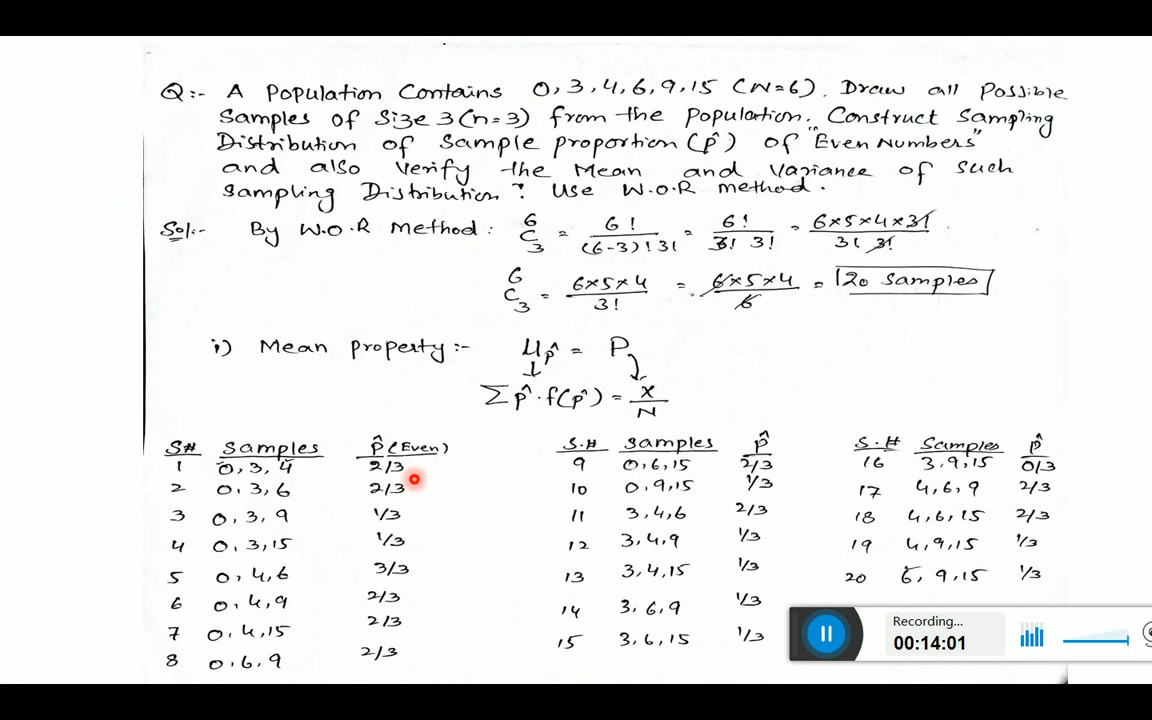 Q:- A Population Contains 0, 3, 4, 6, 9, 15 (N=6). Draw all Possible
Samples of Size 3 (n=3) from the Population. Construct Sampling
Distribution of Sample proportion (p̂) of "Even Numbers"
and also Verify the Mean and Variance of such
Sampling Distribution? Use W.O.R method.
Sol:- By W.O.R Method: 6C3 = 6!/(6-3)!3! = 6!/3! 3! = 6×5×4×3!/3! 3!
6C3 = 6×5×4/3! = 6×5×4/6 = 20 Samples
i) Mean property:- μp̂ = P
Σ p̂.f(p̂) = X/N
S# Samples p̂(Even) S.# Samples p̂ S.# Samples p̂
1 0, 3, 4 2/3 9 0, 6, 15 2/3 16 3, 9, 15 0/3
2 0, 3, 6 2/3 10 0, 9, 15 1/3 17 4, 6, 9 2/3
3 0, 3, 9 1/3 11 3, 4, 6 2/3 18 4, 6, 15 2/3
4 0, 3, 15 1/3 12 3, 4, 9 1/3 19 4, 9, 15 1/3
5 0, 4, 6 3/3 13 3, 4, 15 1/3 20 6, 9, 15 1/3
6 0, 4, 9 2/3 14 3, 6, 9 1/3
7 0, 4, 15 2/3 15 3, 6, 15 1/3
8 0, 6, 9 2/3
Recording...
00:14:01